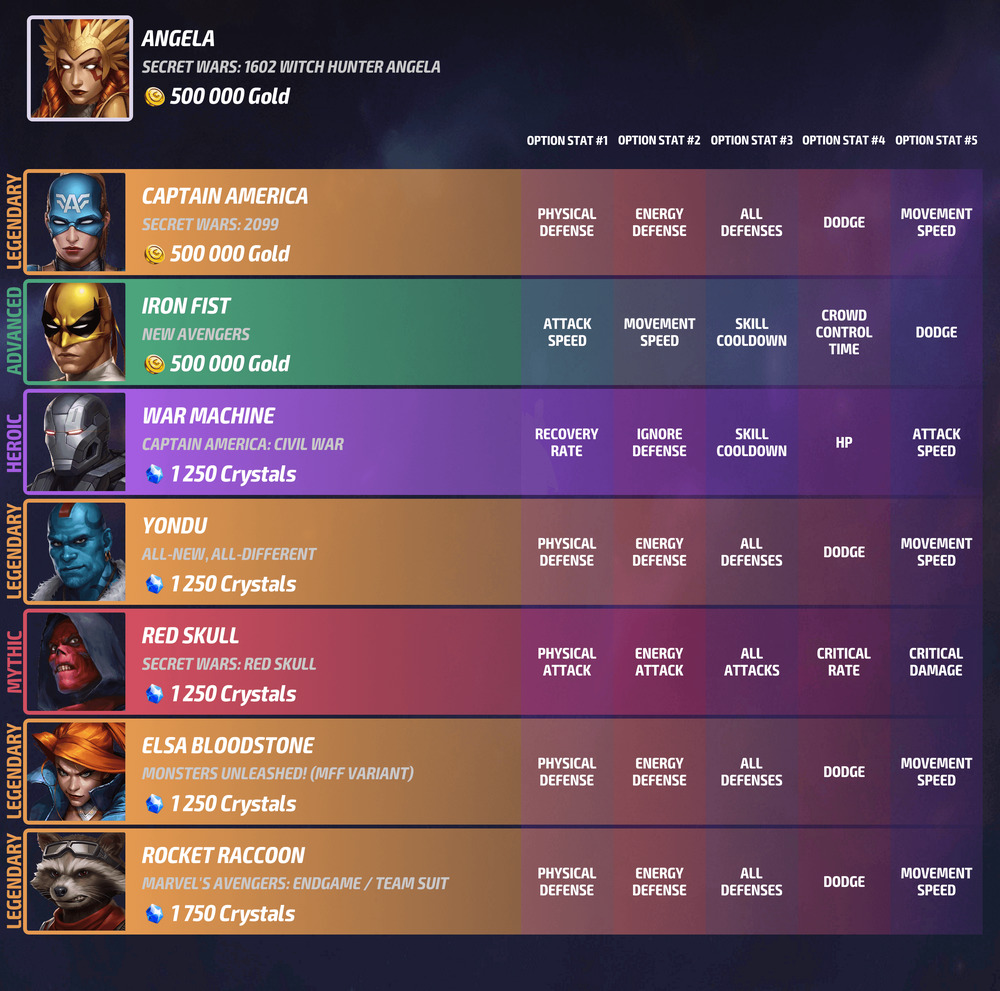 ANGELA
SECRET WARS: 1602 WITCH HUNTER ANGELA
500 000 Gold
OPTION STAT #1 OPTION STAT #2 OPTION STAT #3 OPTION STAT #4 OPTION STAT #5
LEGENDARY
CAPTAIN AMERICA
SECRET WARS: 2099
500 000 Gold
PHYSICAL
DEFENSE
ENERGY
DEFENSE
ALL
DEFENSES
DODGE
MOVEMENT
SPEED
ADVANCED
IRON FIST
NEW AVENGERS
500 000 Gold
ATTACK
SPEED
MOVEMENT
SPEED
SKILL
COOLDOWN
CROWD
CONTROL
TIME
DODGE
HEROIC
WAR MACHINE
CAPTAIN AMERICA: CIVIL WAR
1 250 Crystals
RECOVERY
RATE
IGNORE
DEFENSE
SKILL
COOLDOWN
HP
ATTACK
SPEED
LEGENDARY
YONDU
ALL-NEW, ALL-DIFFERENT
1 250 Crystals
PHYSICAL
DEFENSE
ENERGY
DEFENSE
ALL
DEFENSES
DODGE
MOVEMENT
SPEED
MYTHIC
RED SKULL
SECRET WARS: RED SKULL
1 250 Crystals
PHYSICAL
ATTACK
ENERGY
ATTACK
ALL
ATTACKS
CRITICAL
RATE
CRITICAL
DAMAGE
LEGENDARY
ELSA BLOODSTONE
MONSTERS UNLEASHED! (MFF VARIANT)
1 250 Crystals
PHYSICAL
DEFENSE
ENERGY
DEFENSE
ALL
DEFENSES
DODGE
MOVEMENT
SPEED
LEGENDARY
ROCKET RACCOON
MARVEL'S AVENGERS: ENDGAME / TEAM SUIT
1 750 Crystals
PHYSICAL
DEFENSE
ENERGY
DEFENSE
ALL
DEFENSES
DODGE
MOVEMENT
SPEED